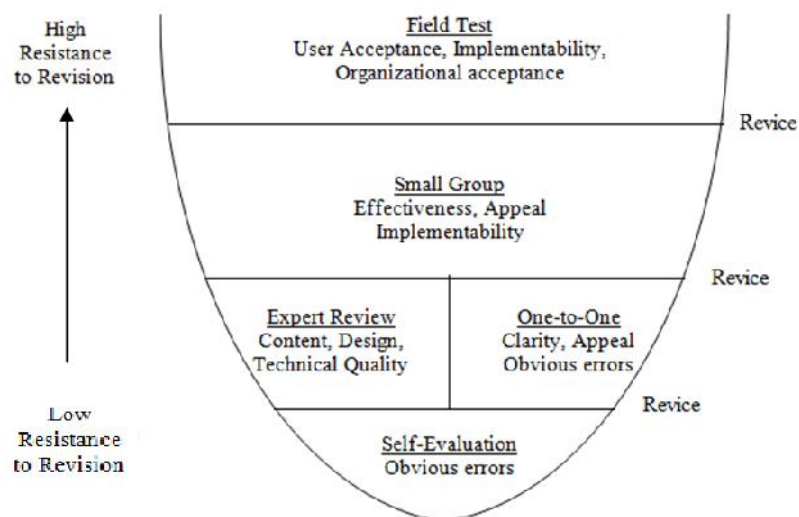 High
Resistance
to Revision
Field Test
User Acceptance, Implementability,
Organizational acceptance
Revice
Small Group
Effectiveness, Appeal
Implementability
Revice
Expert Review
Content, Design,
Technical Quality
One-to-One
Clarity, Appeal
Obvious errors
Revice
Low
Resistance
to Revision
Self-Evaluation
Obvious errors